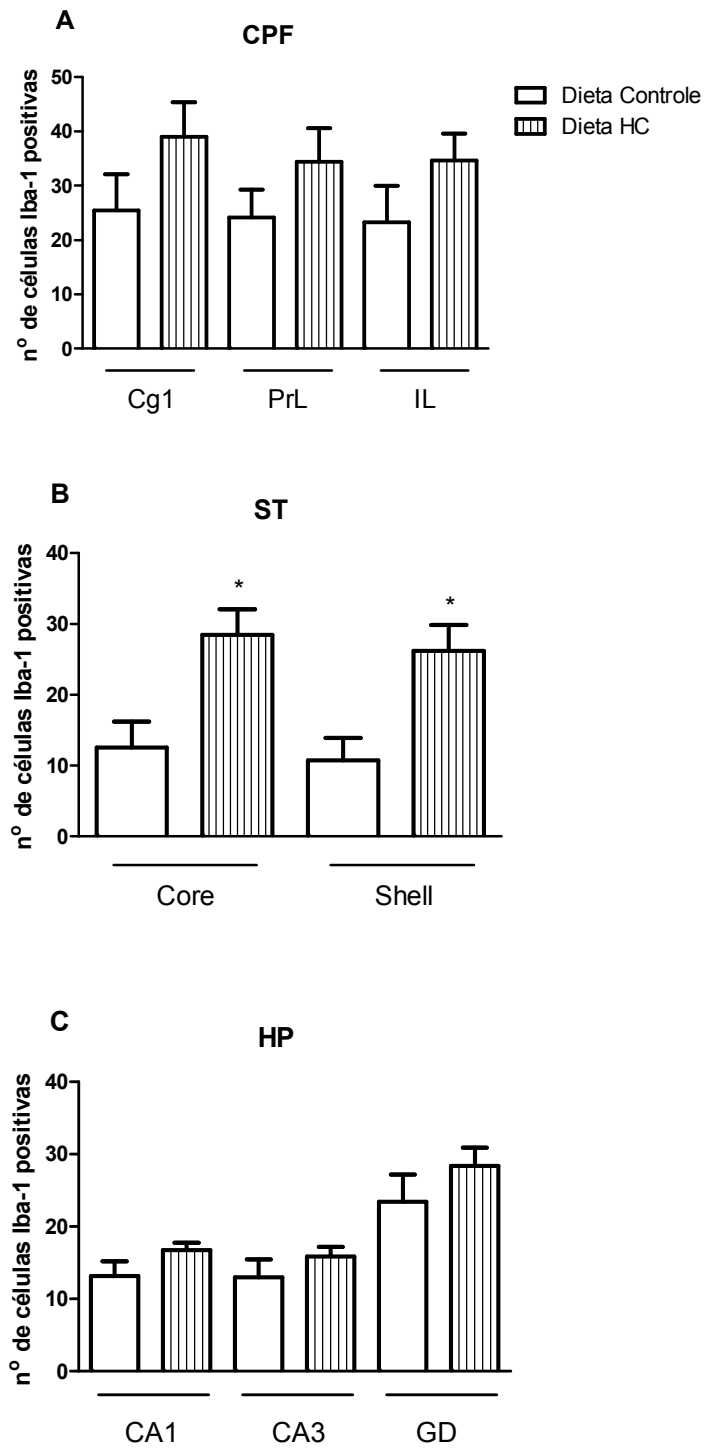 A
CPF
Dieta Controle
Dieta HC
nº de células Iba-1 positivas
50
40
30
20
10
0
Cg1 PrL IL
B
ST
nº de células Iba-1 positivas
40
30
20
10
0
* *
Core Shell
C
HP
nº de células Iba-1 positivas
40
30
20
10
0
CA1 CA3 GD